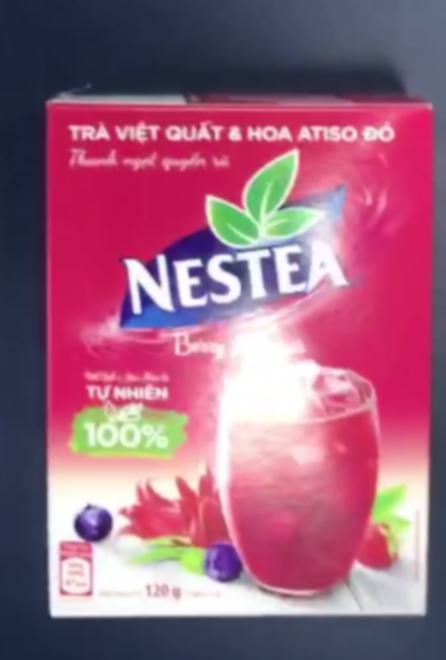 TRÀ VIỆT QUẤT & HOA ATISO ĐỎ
Thanh ngọt quyến rũ
NESTEA
Berry
TỰ NHIÊN
100%
120 g